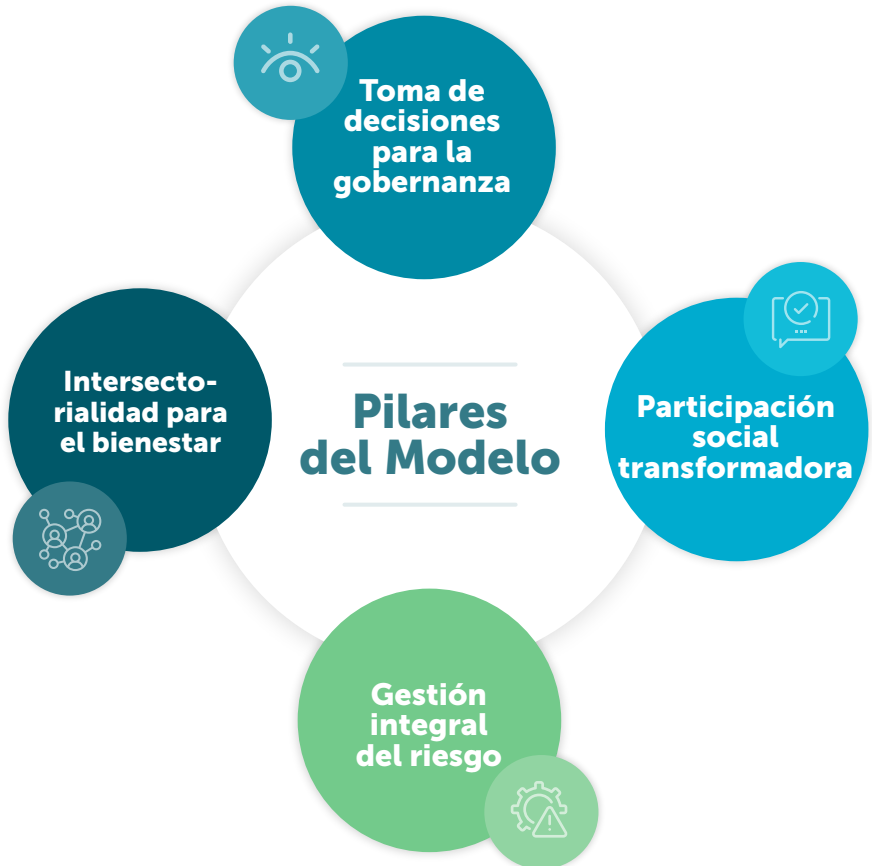 Toma de
decisiones
para la
gobernanza
Intersecto-
rialidad para
el bienestar
Pilares
del Modelo
Participación
social
transformadora
Gestión
integral
del riesgo